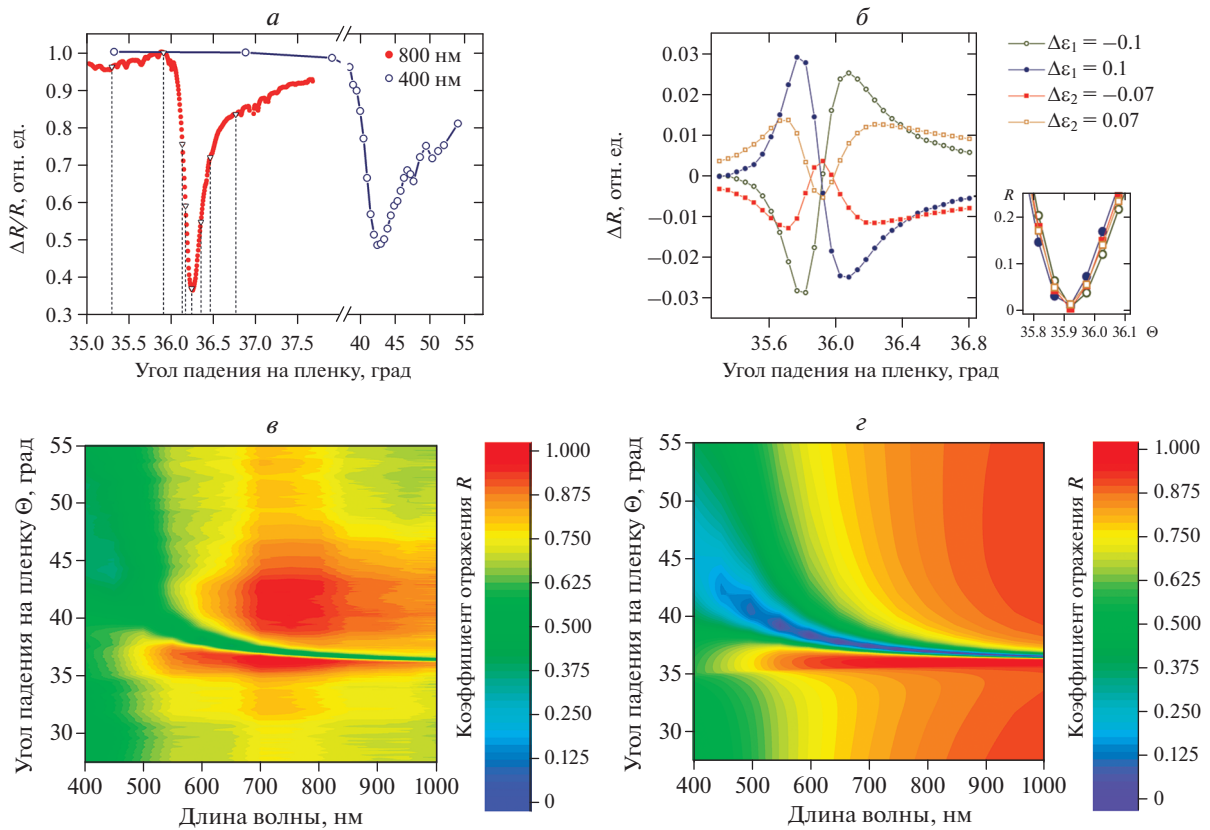 а
ΔR/R, отн. ед.
1.0
0.9
0.8
0.7
0.6
0.5
0.4
0.3
800 нм
400 нм
35.0 35.5 36.0 36.5 37.0 37.5 40 45 50 55
Угол падения на пленку, град
б
ΔR, отн. ед.
0.03
0.02
0.010
0
−0.010
−0.02
−0.03
35.6 36.0 36.4 36.8
Угол падения на пленку, град
Δε1 = −0.1
Δε1 = 0.1
Δε2 = −0.07
Δε2 = 0.07
R
0.2
0.1
0
35.8 35.9 36.0 36.1 Θ
в
Угол падения на пленку Θ, град
55
50
45
40
35
30
400 500 600 700 800 900 1000
Длина волны, нм
Коэффициент отражения R
1.000
0.875
0.750
0.625
0.500
0.375
0.250
0.125
0
г
Угол падения на пленку Θ, град
55
50
45
40
35
30
400 500 600 700 800 900 1000
Длина волны, нм
Коэффициент отражения R
1.000
0.875
0.750
0.625
0.500
0.375
0.250
0.125
0